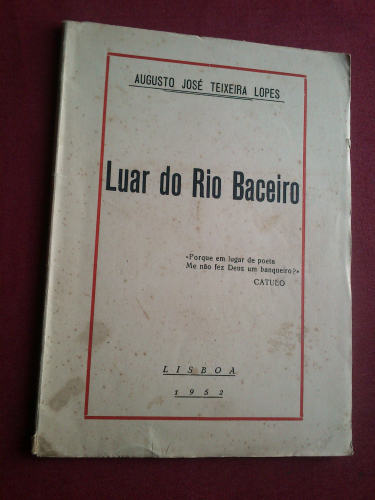 AUGUSTO JOSÉ TEIXEIRA LOPES
Luar do Rio Baceiro
«Porque em lugar de poeta
Me não fez Deus um banqueiro?»
CATULO
LISBOA
1952